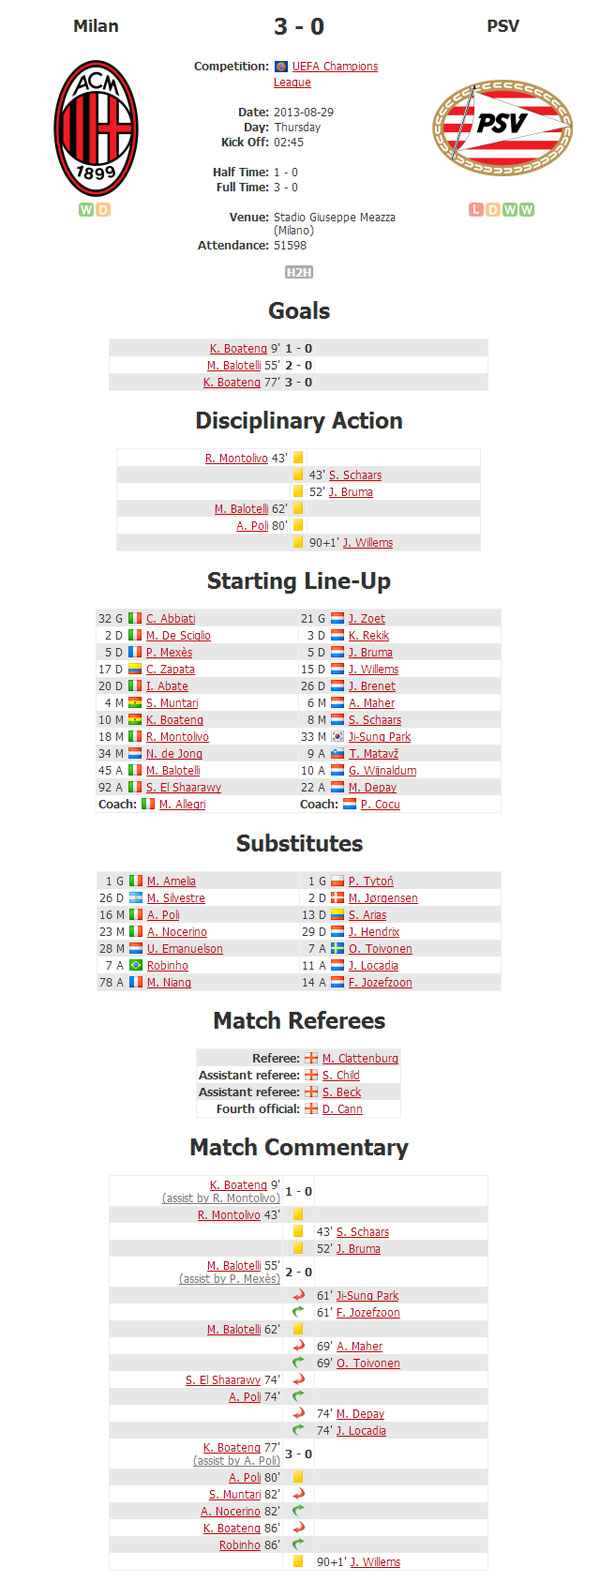 Milan 3 - 0 PSV
Competition: UEFA Champions
League
ACM
1899
PSV
Date: 2013-08-29
Day: Thursday
Kick Off: 02:45
Half Time: 1 - 0
Full Time: 3 - 0
W D
L D W W
Venue: Stadio Giuseppe Meazza
(Milano)
Attendance: 51598
H2H
Goals
K. Boateng 9' 1 - 0
M. Balotelli 55' 2 - 0
K. Boateng 77' 3 - 0
Disciplinary Action
R. Montolivo 43'
43' S. Schaars
52' J. Bruma
M. Balotelli 62'
A. Poli 80'
90+1' J. Willems
Starting Line-Up
32 G C. Abbiati 21 G J. Zoet
2 D M. De Sciglio 3 D K. Rekik
5 D P. Mexès 5 D J. Bruma
17 D C. Zapata 15 D J. Willems
20 D I. Abate 26 D J. Brenet
4 M S. Muntari 6 M A. Maher
10 M K. Boateng 8 M S. Schaars
18 M R. Montolivo 33 M Ji-Sung Park
34 M N. de Jong 9 A T. Matavž
45 A M. Balotelli 10 A G. Wijnaldum
92 A S. El Shaarawy 22 A M. Depay
Coach: M. Allegri Coach: P. Cocu
Substitutes
1 G M. Amelia 1 G P. Tytoń
26 D M. Silvestre 2 D M. Jørgensen
16 M A. Poli 13 D S. Arias
23 M A. Nocerino 29 D J. Hendrix
28 M U. Emanuelson 7 A O. Toivonen
7 A Robinho 11 A J. Locadia
78 A M. Niang 14 A F. Jozefzoon
Match Referees
Referee: M. Clattenburg
Assistant referee: S. Child
Assistant referee: S. Beck
Fourth official: D. Cann
Match Commentary
K. Boateng 9' 1 - 0
(assist by R. Montolivo)
R. Montolivo 43'
43' S. Schaars
52' J. Bruma
M. Balotelli 55' 2 - 0
(assist by P. Mexès)
61' Ji-Sung Park
61' F. Jozefzoon
M. Balotelli 62'
69' A. Maher
69' O. Toivonen
S. El Shaarawy 74'
A. Poli 74'
74' M. Depay
74' J. Locadia
K. Boateng 77' 3 - 0
(assist by A. Poli)
A. Poli 80'
S. Muntari 82'
A. Nocerino 82'
K. Boateng 86'
Robinho 86'
90+1' J. Willems